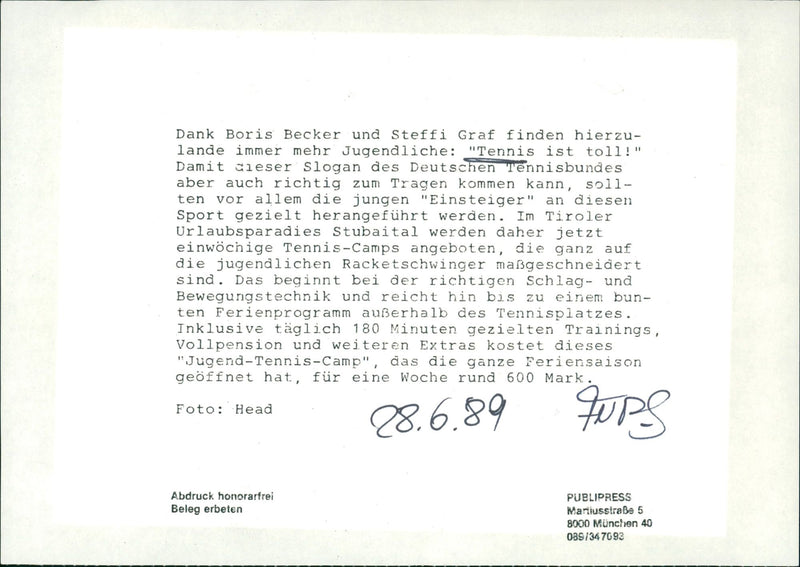 Dank Boris Becker und Steffi Graf finden hierzu-
lande immer mehr Jugendliche: "Tennis ist toll!"
Damit dieser Slogan des Deutschen Tennisbundes
aber auch richtig zum Tragen kommen kann, soll-
ten vor allem die jungen "Einsteiger" an diesen
Sport gezielt herangeführt werden. Im Tiroler
Urlaubsparadies Stubaital werden daher jetzt
einwöchige Tennis-Camps angeboten, die ganz auf
die jugendlichen Racketschwinger maßgeschneidert
sind. Das beginnt bei der richtigen Schlag- und
Bewegungstechnik und reicht hin bis zu einem bun-
ten Ferienprogramm außerhalb des Tennisplatzes.
Inklusive täglich 180 Minuten gezielten Trainings,
Vollpension und weiteren Extras kostet dieses
"Jugend-Tennis-Camp", das die ganze Feriensaison
geöffnet hat, für eine Woche rund 600 Mark.
Foto: Head
28.6.89
Abdruck honorarfrei
Beleg erbeten
PUBLIPRESS
Martiusstraße 5
8000 München 40
089/347093